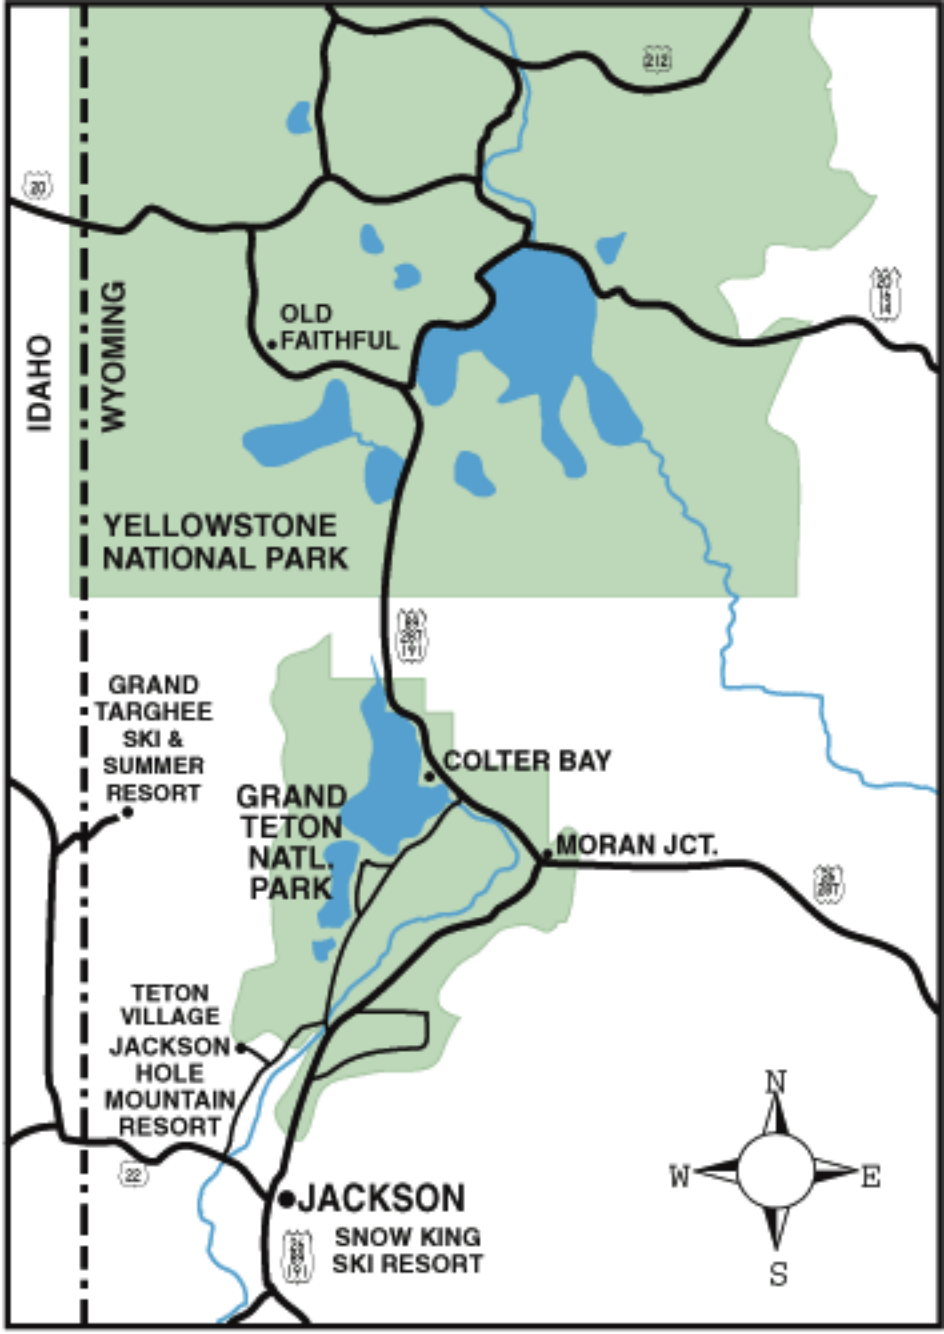 212
20
20
16
14
OLD
FAITHFUL
IDAHO
WYOMING
YELLOWSTONE
NATIONAL PARK
89
287
191
GRAND
TARGHEE
SKI &
SUMMER
RESORT
COLTER BAY
GRAND
TETON
NATL.
PARK
MORAN JCT.
26
287
TETON
VILLAGE
JACKSON
HOLE
MOUNTAIN
RESORT
N
W
E
S
22
JACKSON
SNOW KING
SKI RESORT
191